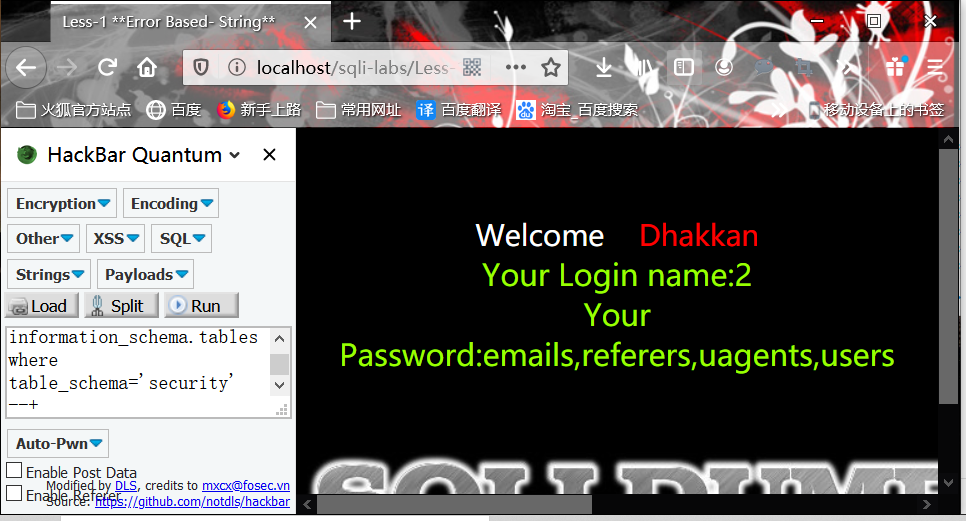 Less-1 **Error Based- String**
localhost/sqli-labs/Less-
火狐官方站点 百度 新手上路 常用网址 译 百度翻译 淘宝_百度搜索 移动设备上的书签
HackBar Quantum
Encryption Encoding
Other XSS SQL
Strings Payloads
Load Split Run
information_schema.tables
where
table_schema='security'
--+
Auto-Pwn
Enable Post Data
Modified by DLS, credits to mxcx@fosec.vn
Enable Referer
Source: https://github.com/notdls/hackbar
Welcome Dhakkan
Your Login name:2
Your
Password:emails,referers,uagents,users